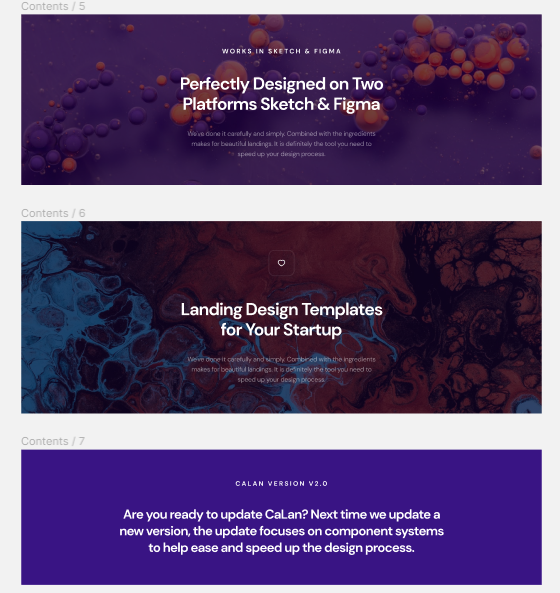 Contents / 5
WORKS IN SKETCH & FIGMA
Perfectly Designed on Two
Platforms Sketch & Figma
We've done it carefully and simply. Combined with the ingredients
makes for beautiful landings. It is definitely the tool you need to
speed up your design process.
Contents / 6
Landing Design Templates
for Your Startup
We've done it carefully and simply. Combined with the ingredients
makes for beautiful landings. It is definitely the tool you need to
speed up your design process.
Contents / 7
CALAN VERSION V2.0
Are you ready to update CaLan? Next time we update a
new version, the update focuses on component systems
to help ease and speed up the design process.